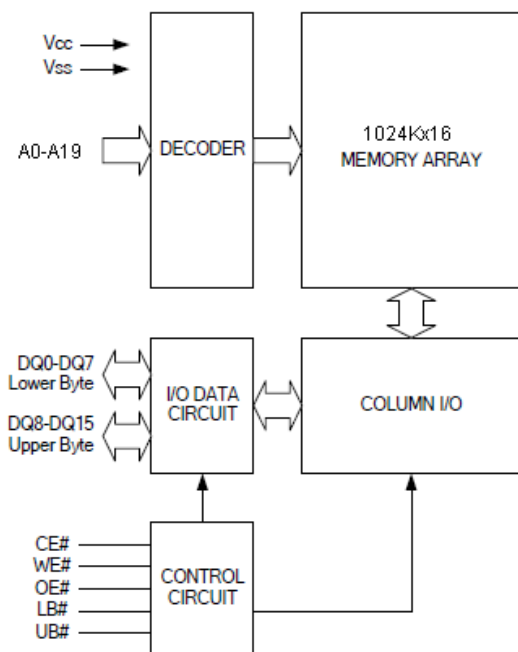 Vcc
Vss
A0-A19
DECODER
1024Kx16
MEMORY ARRAY
DQ0-DQ7
Lower Byte
DQ8-DQ15
Upper Byte
I/O DATA
CIRCUIT
COLUMN I/O
CE#
WE#
OE#
LB#
UB#
CONTROL
CIRCUIT